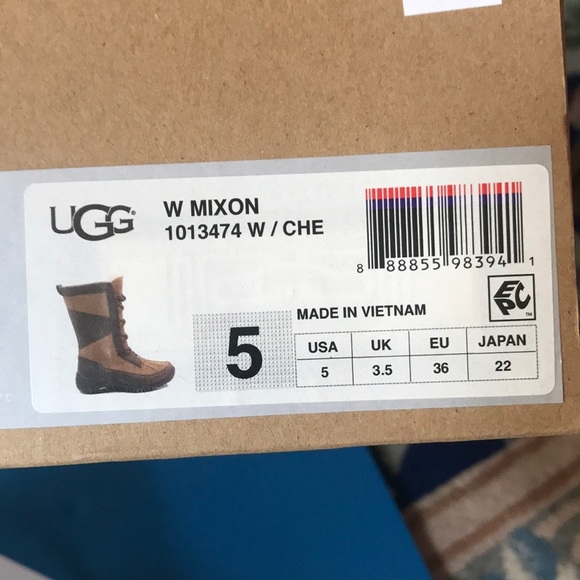 UGG®
W MIXON
1013474 W / CHE
8 88855 98394 1
EPC™
MADE IN VIETNAM
5
USA UK EU JAPAN
5 3.5 36 22